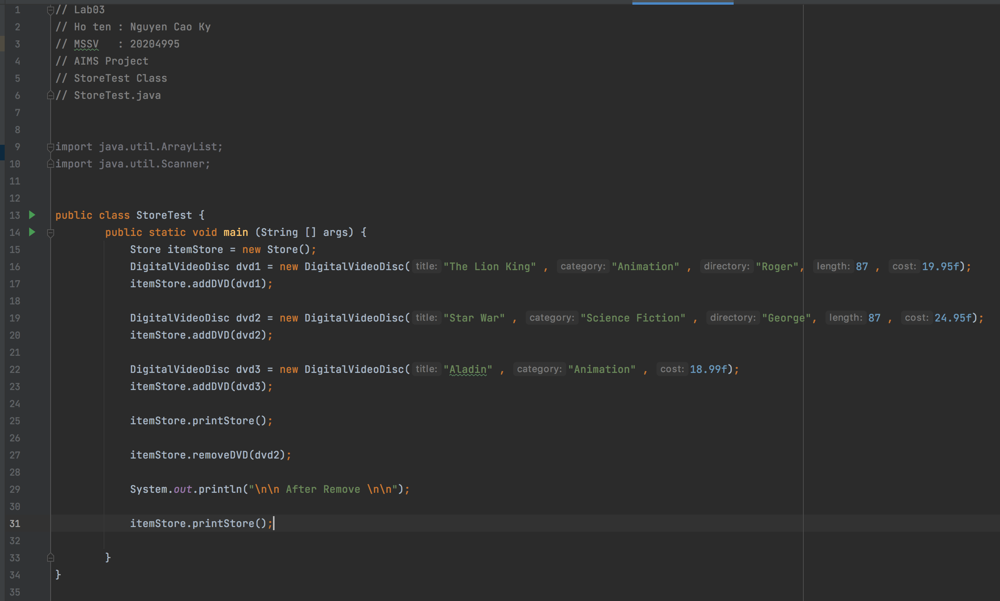 1 // Lab03
2 // Ho ten : Nguyen Cao Ky
3 // MSSV   : 20204995
4 // AIMS Project
5 // StoreTest Class
6 // StoreTest.java
7
8
9 import java.util.ArrayList;
10 import java.util.Scanner;
11
12
13 public class StoreTest {
14         public static void main (String [] args) {
15             Store itemStore = new Store();
16             DigitalVideoDisc dvd1 = new DigitalVideoDisc( title: "The Lion King" , category: "Animation" , directory: "Roger", length: 87 , cost: 19.95f);
17             itemStore.addDVD(dvd1);
18
19             DigitalVideoDisc dvd2 = new DigitalVideoDisc( title: "Star War" , category: "Science Fiction" , directory: "George", length: 87 , cost: 24.95f);
20             itemStore.addDVD(dvd2);
21
22             DigitalVideoDisc dvd3 = new DigitalVideoDisc( title: "Aladin" , category: "Animation" , cost: 18.99f);
23             itemStore.addDVD(dvd3);
24
25             itemStore.printStore();
26
27             itemStore.removeDVD(dvd2);
28
29             System.out.println("\n\n After Remove \n\n");
30
31             itemStore.printStore();
32
33         }
34 }
35